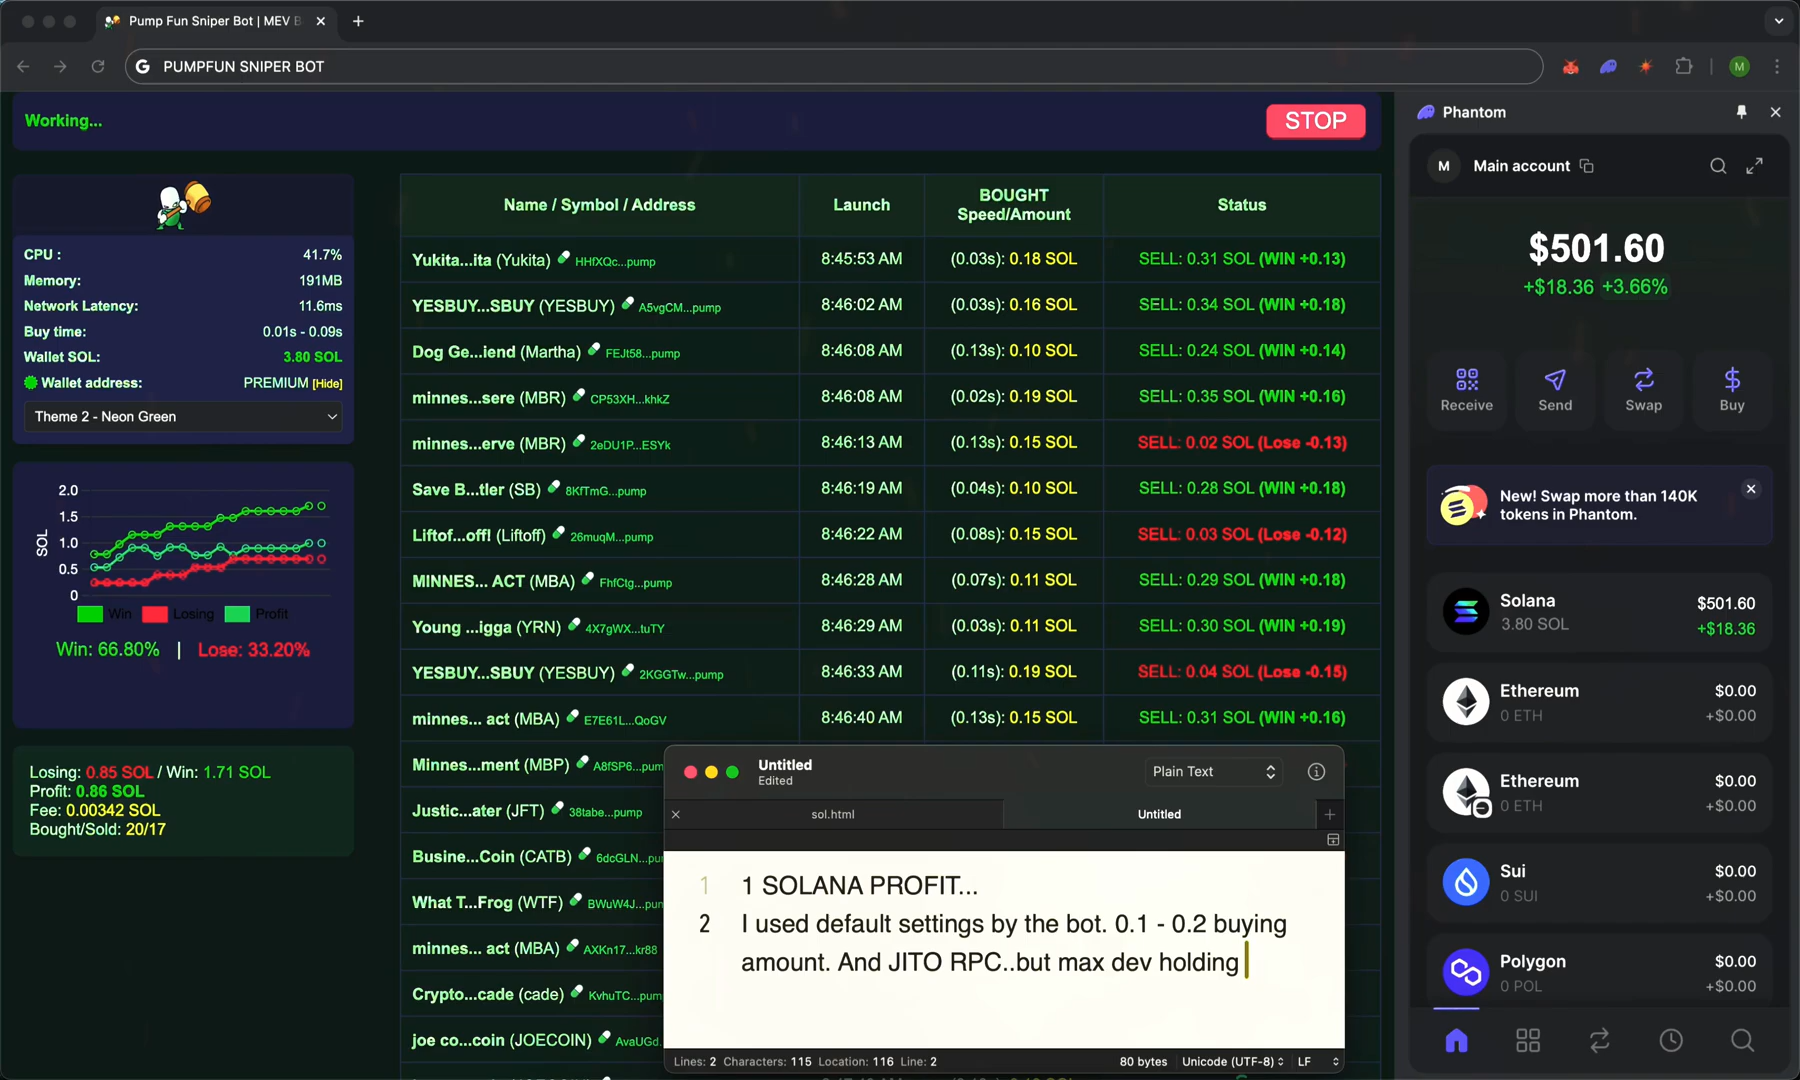 Pump Fun Sniper Bot | MEV B
PUMPFUN SNIPER BOT
M
Working...
STOP
CPU : 41.7%
Memory: 191MB
Network Latency: 11.6ms
Buy time: 0.01s - 0.09s
Wallet SOL: 3.80 SOL
Wallet address: PREMIUM [Hide]
Theme 2 - Neon Green
SOL
2.0
1.5
1.0
0.5
0
Win Losing Profit
Win: 66.80% | Lose: 33.20%
Losing: 0.85 SOL / Win: 1.71 SOL
Profit: 0.86 SOL
Fee: 0.00342 SOL
Bought/Sold: 20/17
Name / Symbol / Address Launch BOUGHT Speed/Amount Status
Yukita...ita (Yukita) HHfXQc...pump 8:45:53 AM (0.03s): 0.18 SOL SELL: 0.31 SOL (WIN +0.13)
YESBUY...SBUY (YESBUY) A5vgCM...pump 8:46:02 AM (0.03s): 0.16 SOL SELL: 0.34 SOL (WIN +0.18)
Dog Ge...iend (Martha) FEJt58...pump 8:46:08 AM (0.13s): 0.10 SOL SELL: 0.24 SOL (WIN +0.14)
minnes...sere (MBR) CP53XH...khkZ 8:46:08 AM (0.02s): 0.19 SOL SELL: 0.35 SOL (WIN +0.16)
minnes...erve (MBR) 2eDU1P...ESYk 8:46:13 AM (0.13s): 0.15 SOL SELL: 0.02 SOL (Lose -0.13)
Save B...tler (SB) 8KfTmG...pump 8:46:19 AM (0.04s): 0.10 SOL SELL: 0.28 SOL (WIN +0.18)
Liftof...off! (Liftoff) 26muqM...pump 8:46:22 AM (0.08s): 0.15 SOL SELL: 0.03 SOL (Lose -0.12)
MINNES... ACT (MBA) FhfCtg...pump 8:46:28 AM (0.07s): 0.11 SOL SELL: 0.29 SOL (WIN +0.18)
Young ...igga (YRN) 4X7gWX...tuTY 8:46:29 AM (0.03s): 0.11 SOL SELL: 0.30 SOL (WIN +0.19)
YESBUY...SBUY (YESBUY) 2KGGTw...pump 8:46:33 AM (0.11s): 0.19 SOL SELL: 0.04 SOL (Lose -0.15)
minnes... act (MBA) E7E61L...QoGV 8:46:40 AM (0.13s): 0.15 SOL SELL: 0.31 SOL (WIN +0.16)
Minnes...ment (MBP) A8fSP6...pum
Justic...ater (JFT) 38tabe...pump
Busine...Coin (CATB) 6dcGLN...pu
What T...Frog (WTF) BWuW4J...pun
minnes... act (MBA) AXKn17...kr88
Crypto...cade (cade) KvhuTC...pum
joe co...coin (JOECOIN) AvaUGd.
Untitled
Edited
Plain Text
sol.html Untitled
1 1 SOLANA PROFIT...
2 I used default settings by the bot. 0.1 - 0.2 buying
amount. And JITO RPC..but max dev holding
Lines: 2 Characters: 115 Location: 116 Line: 2 80 bytes Unicode (UTF-8) LF
Phantom
M Main account
$501.60
+$18.36 +3.66%
Receive Send Swap Buy
New! Swap more than 140K
tokens in Phantom.
Solana $501.60
3.80 SOL +$18.36
Ethereum $0.00
0 ETH +$0.00
Ethereum $0.00
0 ETH +$0.00
Sui $0.00
0 SUI +$0.00
Polygon $0.00
0 POL +$0.00